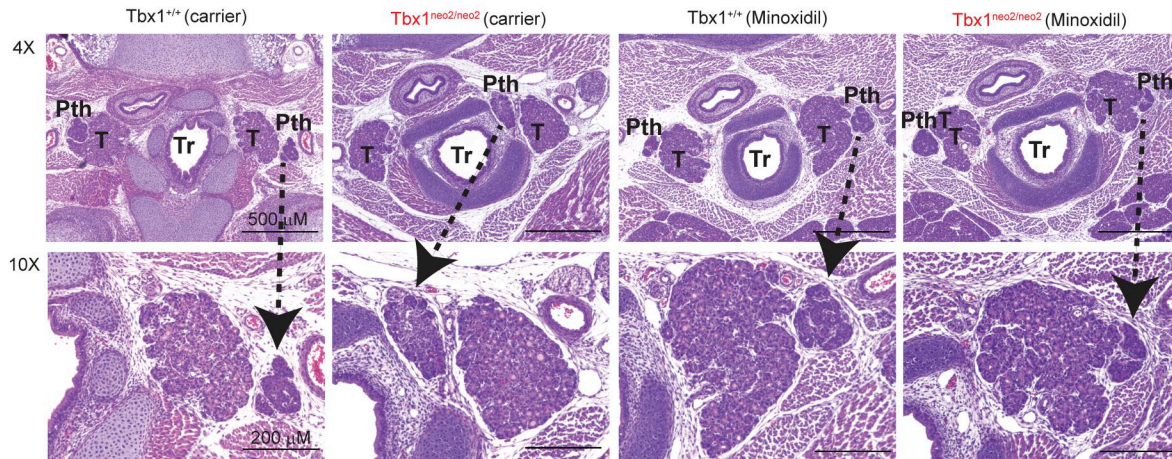 Tbx1+/+ (carrier)
Tbx1neo2/neo2 (carrier)
Tbx1+/+ (Minoxidil)
Tbx1neo2/neo2 (Minoxidil)
4X
Pth
T
Tr
T
Pth
500 µM
T
Tr
Pth
T
Pth
T
Tr
T
Pth
Pth
T
T
Tr
T
Pth
10X
200 µM